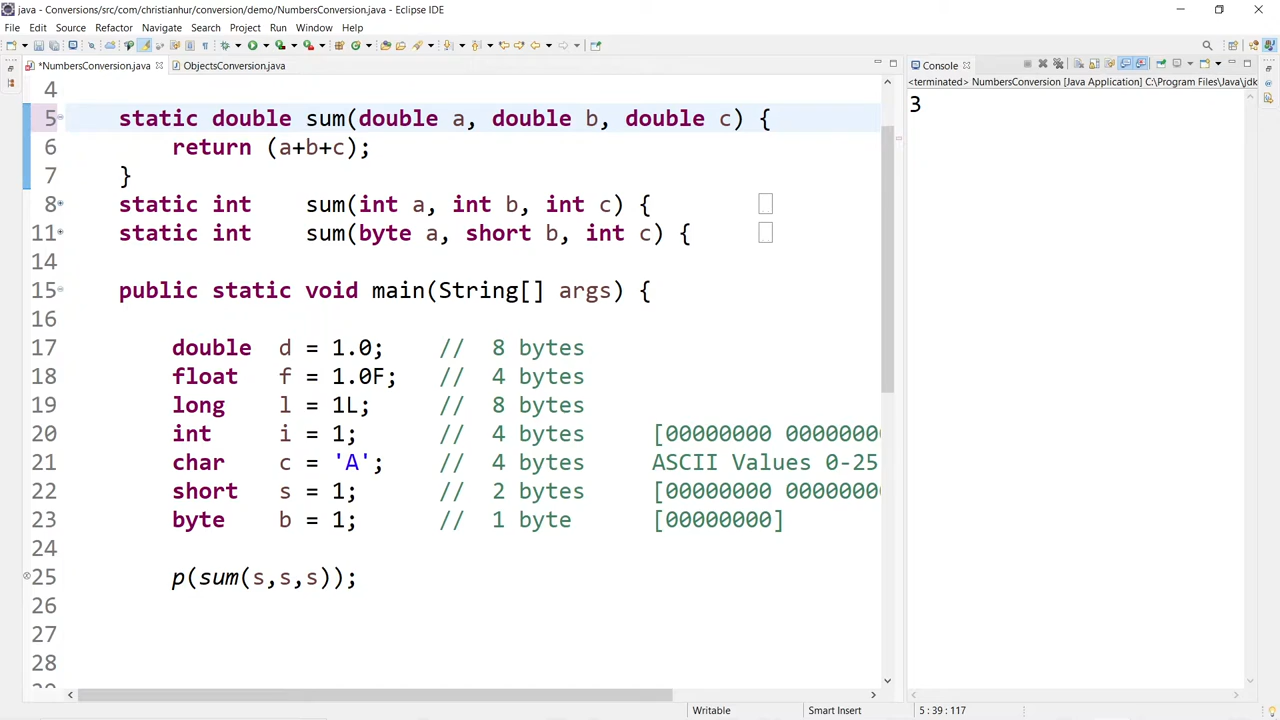 java - Conversions/src/com/christianhur/conversion/demo/NumbersConversion.java - Eclipse IDE
File Edit Source Refactor Navigate Search Project Run Window Help
*NumbersConversion.java ObjectsConversion.java
Console
<terminated> NumbersConversion [Java Application] C:\Program Files\Java\jdk
3
4
5 static double sum(double a, double b, double c) {
6 return (a+b+c);
7 }
8 static int sum(int a, int b, int c) {
11 static int sum(byte a, short b, int c) {
14
15 public static void main(String[] args) {
16
17 double d = 1.0; // 8 bytes
18 float f = 1.0F; // 4 bytes
19 long l = 1L; // 8 bytes
20 int i = 1; // 4 bytes [00000000 0000000
21 char c = 'A'; // 4 bytes ASCII Values 0-25
22 short s = 1; // 2 bytes [00000000 0000000
23 byte b = 1; // 1 byte [00000000]
24
25 p(sum(s,s,s));
26
27
28
Writable Smart Insert 5 : 39 : 117